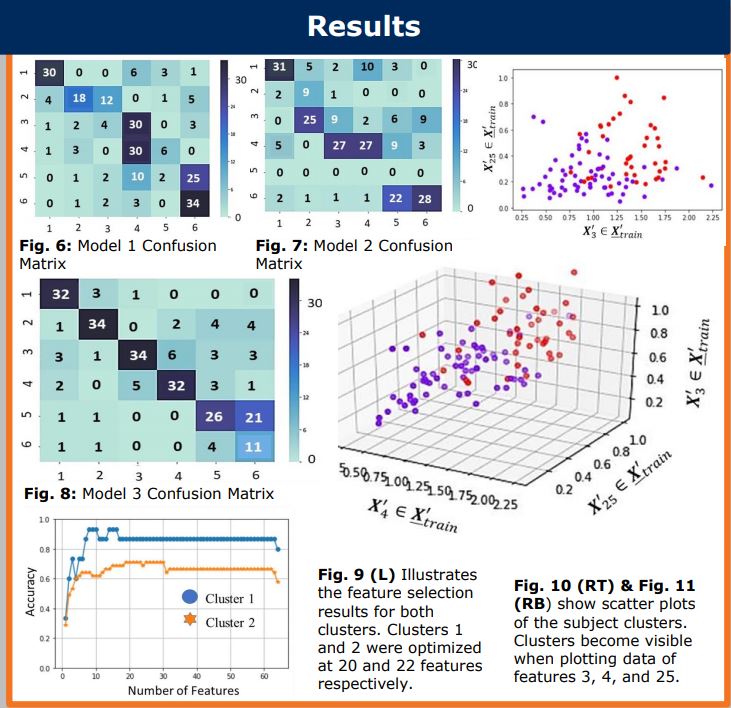 Results
1 30 0 0 6 3 1
2 4 18 12 0 1 5
3 1 2 4 30 0 3
4 1 3 0 30 6 0
5 0 1 2 10 2 25
6 0 1 2 3 0 34
1 2 3 4 5 6
30
24
18
12
6
0
Fig. 6: Model 1 Confusion
Matrix
1 31 5 2 10 3 0
2 2 9 1 0 0 0
3 0 25 9 2 6 9
4 5 0 27 27 9 3
5 0 0 0 0 0 0
6 2 1 1 1 22 28
1 2 3 4 5 6
30
24
18
12
6
0
Fig. 7: Model 2 Confusion
Matrix
1.0
0.8
0.6
0.4
0.2
0.0
X′25 ∈ X′train
0.25 0.50 0.75 1.00 1.25 1.50 1.75 2.00 2.25
X′3 ∈ X′train
1 32 3 1 0 0 0
2 1 34 0 2 4 4
3 3 1 34 6 3 3
4 2 0 5 32 3 1
5 1 1 0 0 26 21
6 1 1 0 0 4 11
1 2 3 4 5 6
30
24
18
12
6
0
Fig. 8: Model 3 Confusion Matrix
1.0
0.8
0.6
0.4
0.2
X′3 ∈ X′train
0.2 0.4 0.6 0.8 1.0
X′25 ∈ X′train
0.50 0.75 1.00 1.25 1.50 1.75 2.00 2.25
X′4 ∈ X′train
1.0
0.8
0.6
0.4
0.2
0.0
Accuracy
Cluster 1
Cluster 2
0 10 20 30 40 50 60
Number of Features
Fig. 9 (L) Illustrates
the feature selection
results for both
clusters. Clusters 1
and 2 were optimized
at 20 and 22 features
respectively.
Fig. 10 (RT) & Fig. 11
(RB) show scatter plots
of the subject clusters.
Clusters become visible
when plotting data of
features 3, 4, and 25.